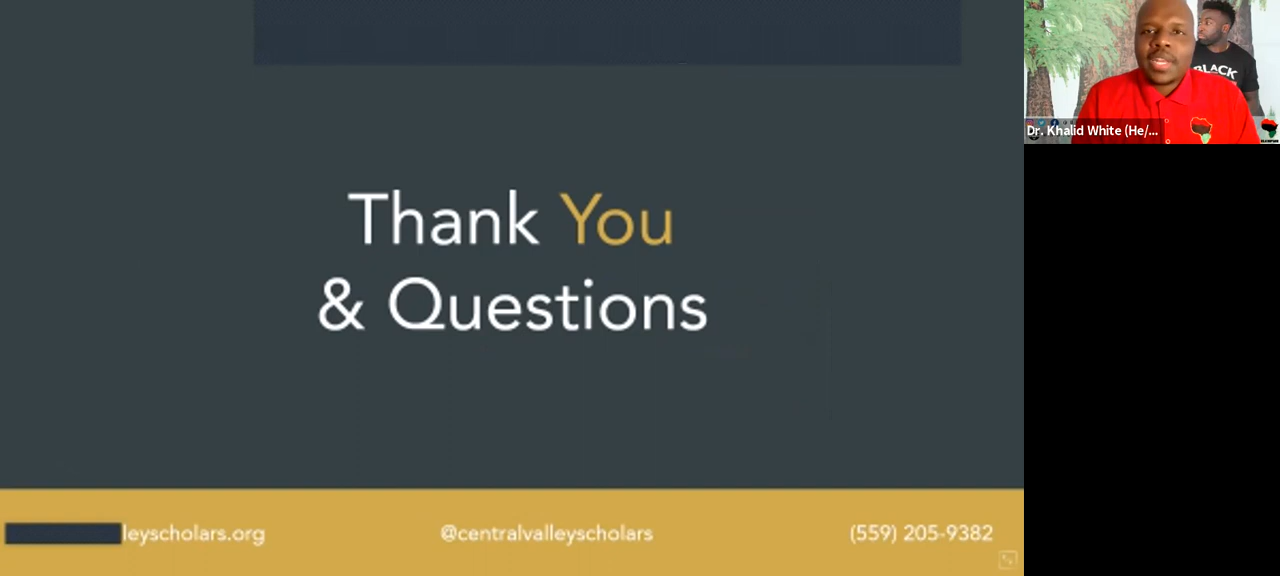 Thank You
& Questions
leyscholars.org
@centralvalleyscholars
(559) 205-9382
BLACK
Dr. Khalid White (He/...